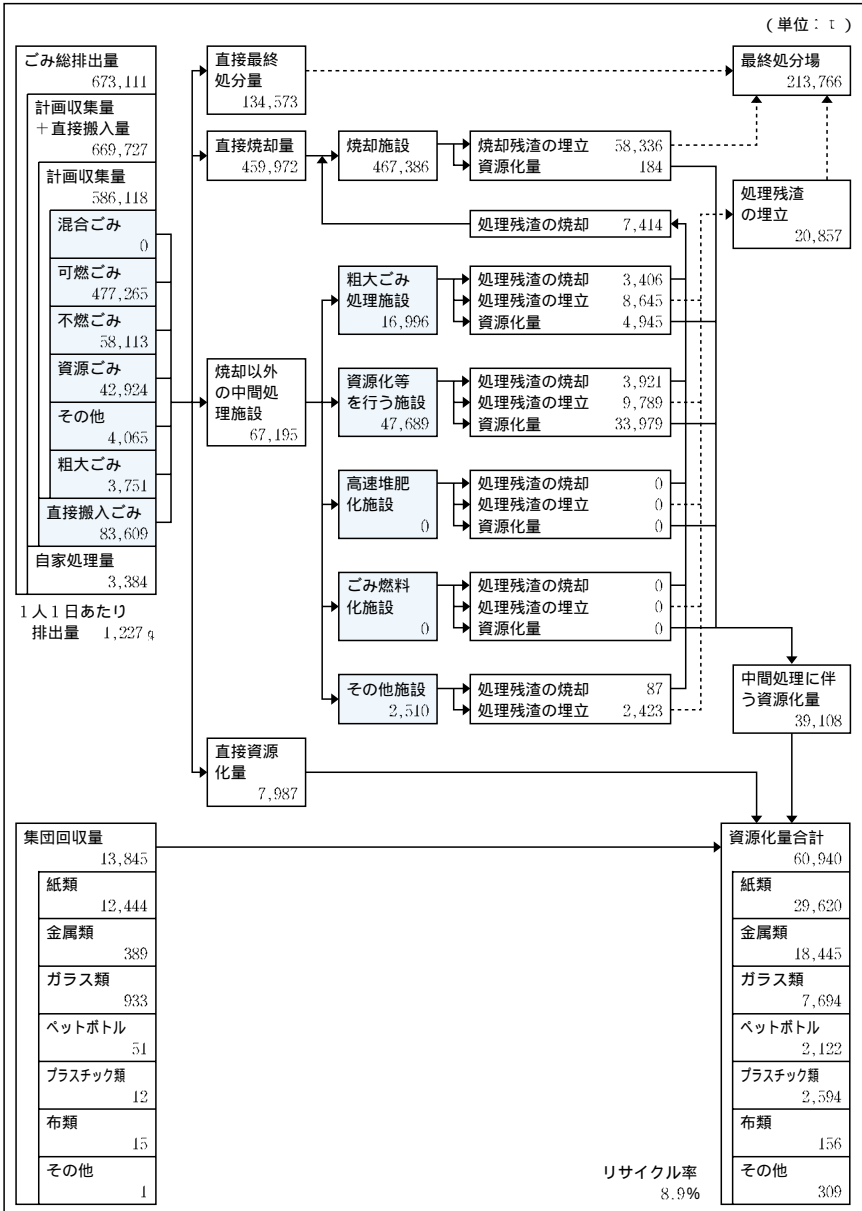 （単位：ｔ）
ごみ総排出量
673,111
計画収集量
＋直接搬入量
669,727
計画収集量
586,118
混合ごみ
0
可燃ごみ
477,265
不燃ごみ
58,113
資源ごみ
42,924
その他
4,065
粗大ごみ
3,751
直接搬入ごみ
83,609
自家処理量
3,384
1人1日あたり
排出量 1,227g
直接最終
処分量
134,573
直接焼却量
459,972
焼却以外
の中間処
理施設
67,195
直接資源
化量
7,987
焼却施設
467,386
焼却残渣の埋立 58,336
資源化量 184
処理残渣の焼却 7,414
粗大ごみ
処理施設
16,996
処理残渣の焼却 3,406
処理残渣の埋立 8,645
資源化量 4,945
資源化等
を行う施設
47,689
処理残渣の焼却 3,921
処理残渣の埋立 9,789
資源化量 33,979
高速堆肥
化施設
0
処理残渣の焼却 0
処理残渣の埋立 0
資源化量 0
ごみ燃料
化施設
0
処理残渣の焼却 0
処理残渣の埋立 0
資源化量 0
その他施設
2,510
処理残渣の焼却 87
処理残渣の埋立 2,423
最終処分場
213,766
処理残渣
の埋立
20,857
中間処理に伴
う資源化量
39,108
集団回収量
13,845
紙類
12,444
金属類
389
ガラス類
933
ペットボトル
51
プラスチック類
12
布類
15
その他
1
資源化量合計
60,940
紙類
29,620
金属類
18,445
ガラス類
7,694
ペットボトル
2,122
プラスチック類
2,594
布類
156
その他
309
リサイクル率
8.9%